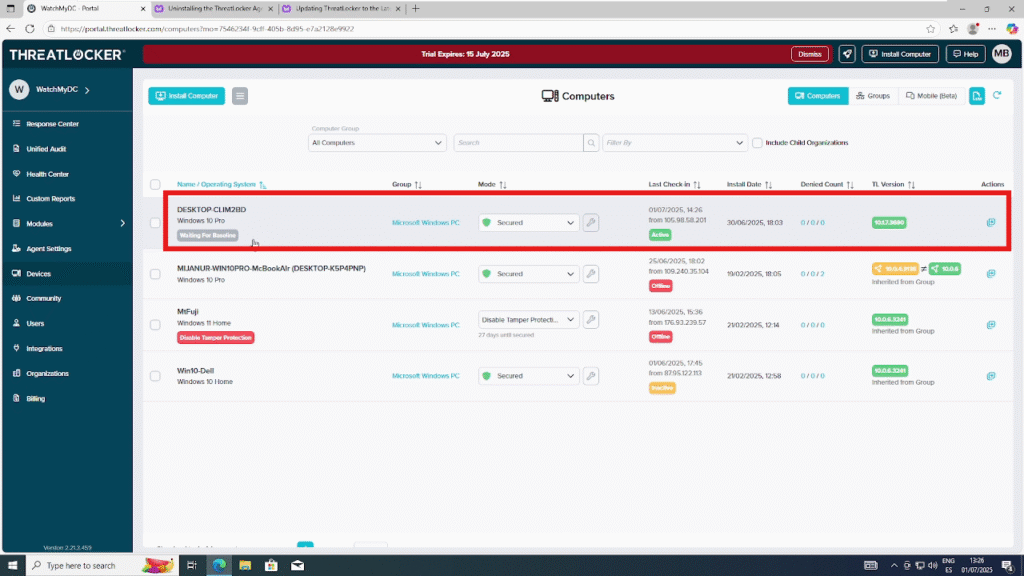 WatchMyDC - Portal
Uninstalling the ThreatLocker Age
Updating ThreatLocker to the Lat
https://portal.threatlocker.com/computers?mo=7546234f-9cff-405b-8d95-e7a2128e9922
THREATLOCKER
Trial Expires: 15 July 2025
Dismiss
Install Computer
Help
MB
W
WatchMyDC
Install Computer
Computers
Computers
Groups
Mobile (Beta)
Response Center
Unified Audit
Health Center
Custom Reports
Modules
Agent Settings
Devices
Community
Users
Integrations
Organizations
Billing
Version 2.21.3.459
Computer Group
All Computers
Search
Filter By
Include Child Organizations
Name / Operating System
Group
Mode
Last Check-in
Install Date
Denied Count
TL Version
Actions
DESKTOP-CLIM2BD
Windows 10 Pro
Waiting For Baseline
Microsoft Windows PC
Secured
01/07/2025, 14:26
from 105.98.58.201
Active
30/06/2025, 18:03
0 / 0 / 0
MIJANUR-WIN10PRO-McBookAir (DESKTOP-K5P4PNP)
Windows 10 Pro
Microsoft Windows PC
Secured
25/06/2025, 18:02
from 109.240.35.104
Offline
19/02/2025, 18:05
0 / 0 / 2
≠ 10.0.6
Inherited from Group
MtFuji
Windows 11 Home
Disable Tamper Protection
Microsoft Windows PC
Disable Tamper Protecti...
27 days until secured
13/06/2025, 15:36
from 176.93.239.57
Offline
21/02/2025, 12:14
0 / 0 / 0
10.0.6.3241
Inherited from Group
Win10-Dell
Windows 10 Home
Microsoft Windows PC
Secured
01/06/2025, 17:45
from 87.95.122.113
Inactive
21/02/2025, 12:58
0 / 0 / 0
10.0.6.3241
Inherited from Group
Type here to search
ENG
ES
13:26
01/07/2025